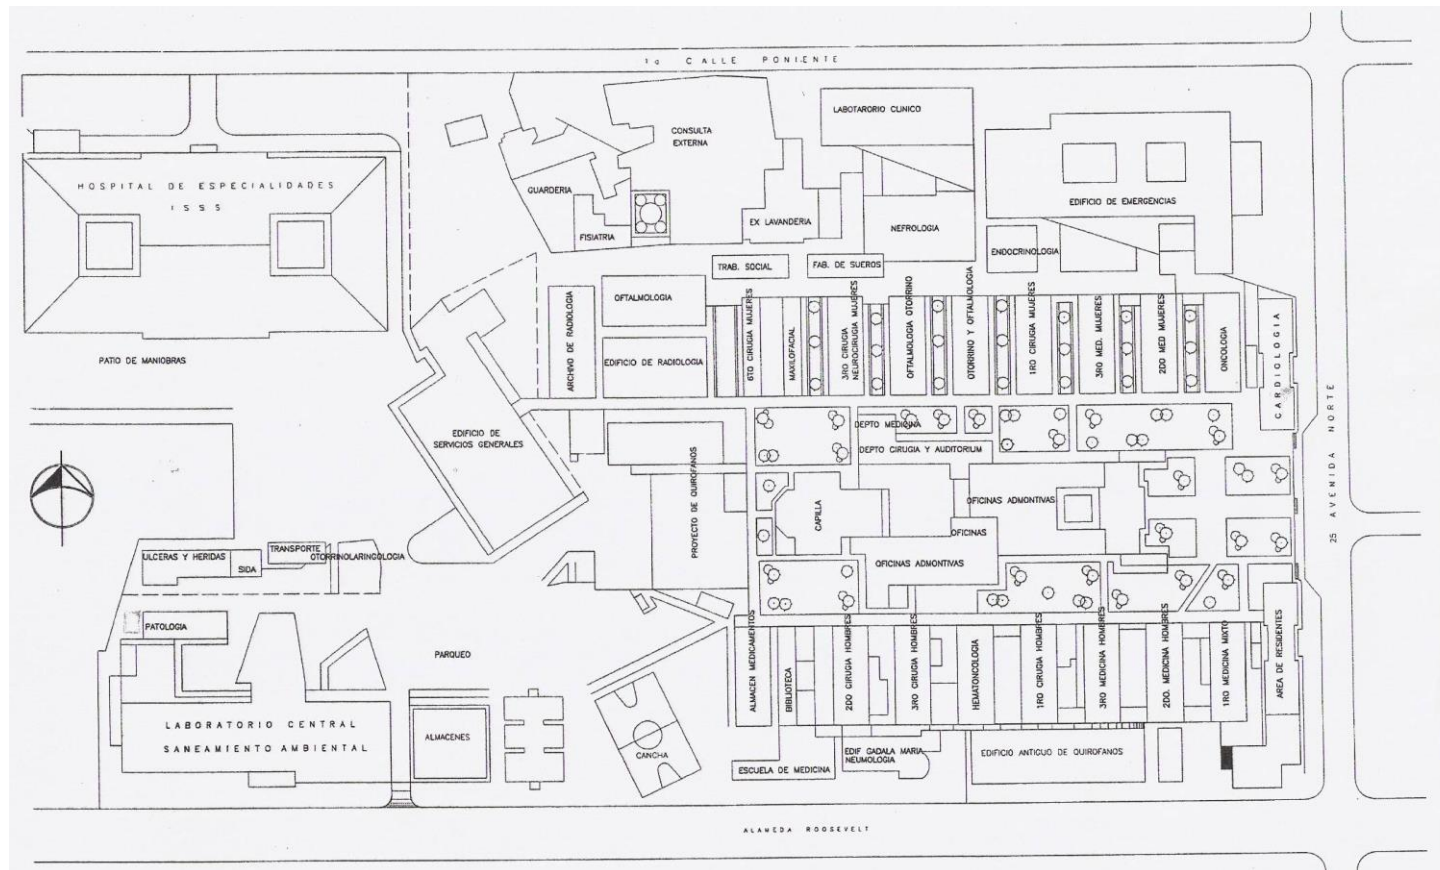 1a CALLE PONIENTE
LABOTARORIO CLINICO
CONSULTA
EXTERNA
HOSPITAL DE ESPECIALIDADES
ISSS
GUARDERIA
EDIFICIO DE EMERGENCIAS
EX LAVANDERIA
NEFROLOGIA
FISIATRIA
ENDOCRINOLOGIA
TRAB. SOCIAL
FAB. DE SUEROS
OFTALMOLOGIA
ARCHIVO DE RADIOLOGIA
EDIFICIO DE RADIOLOGIA
6TO CIRUGIA MUJERES
MAXILOFACIAL
3RO CIRUGIA
NEUROCIRUGIA MUJERES
OFTALMOLOGIA OTORRINO
OTORRINO Y OFTALMOLOGIA
1RO CIRUGIA MUJERES
3RO MED. MUJERES
2DO MED MUJERES
ONCOLOGIA
CARDIOLOGIA
25 AVENIDA NORTE
PATIO DE MANIOBRAS
EDIFICIO DE
SERVICIOS GENERALES
DEPTO MEDICINA
DEPTO CIRUGIA Y AUDITORIUM
PROYECTO DE QUIROFANOS
CAPILLA
OFICINAS ADMONTIVAS
OFICINAS
OFICINAS ADMONTIVAS
ULCERAS Y HERIDAS
SIDA
TRANSPORTE
OTORRINOLARINGOLOGIA
PATOLOGIA
PARQUEO
ALMACEN MEDICAMENTOS
BIBLIOTECA
2DO CIRUGIA HOMBRES
3RO CIRUGIA HOMBRES
HEMATONCOLOGIA
1RO CIRUGIA HOMBRES
3RO MEDICINA HOMBRES
2DO. MEDICINA HOMBRES
1RO MEDICINA MIXTO
AREA DE RESIDENTES
LABORATORIO CENTRAL
SANEAMIENTO AMBIENTAL
ALMACENES
CANCHA
ESCUELA DE MEDICINA
EDIF GADALA MARIA
NEUMOLOGIA
EDIFICIO ANTIGUO DE QUIROFANOS
ALAMEDA ROOSEVELT